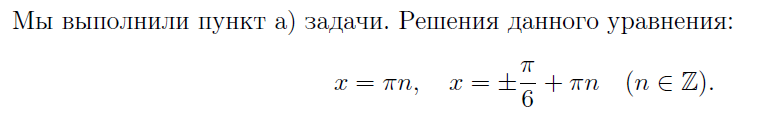 Мы выполнили пункт а) задачи. Решения данного уравнения:
x = πn, x = ±π/6 + πn (n ∈ ℤ).